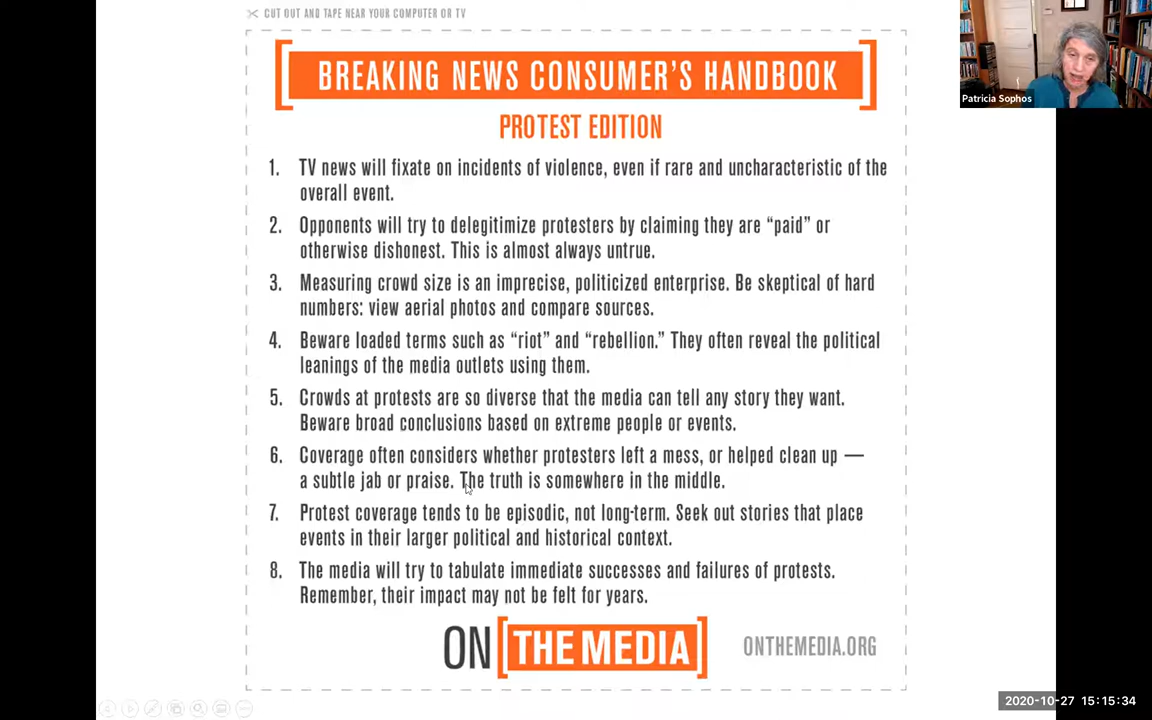 CUT OUT AND TAPE NEAR YOUR COMPUTER OR TV
BREAKING NEWS CONSUMER'S HANDBOOK
PROTEST EDITION
1. TV news will fixate on incidents of violence, even if rare and uncharacteristic of the
overall event.
2. Opponents will try to delegitimize protesters by claiming they are “paid” or
otherwise dishonest. This is almost always untrue.
3. Measuring crowd size is an imprecise, politicized enterprise. Be skeptical of hard
numbers: view aerial photos and compare sources.
4. Beware loaded terms such as “riot” and “rebellion.” They often reveal the political
leanings of the media outlets using them.
5. Crowds at protests are so diverse that the media can tell any story they want.
Beware broad conclusions based on extreme people or events.
6. Coverage often considers whether protesters left a mess, or helped clean up —
a subtle jab or praise. The truth is somewhere in the middle.
7. Protest coverage tends to be episodic, not long-term. Seek out stories that place
events in their larger political and historical context.
8. The media will try to tabulate immediate successes and failures of protests.
Remember, their impact may not be felt for years.
ON THE MEDIA
ONTHEMEDIA.ORG
Patricia Sophos
2020-10-27 15:15:34